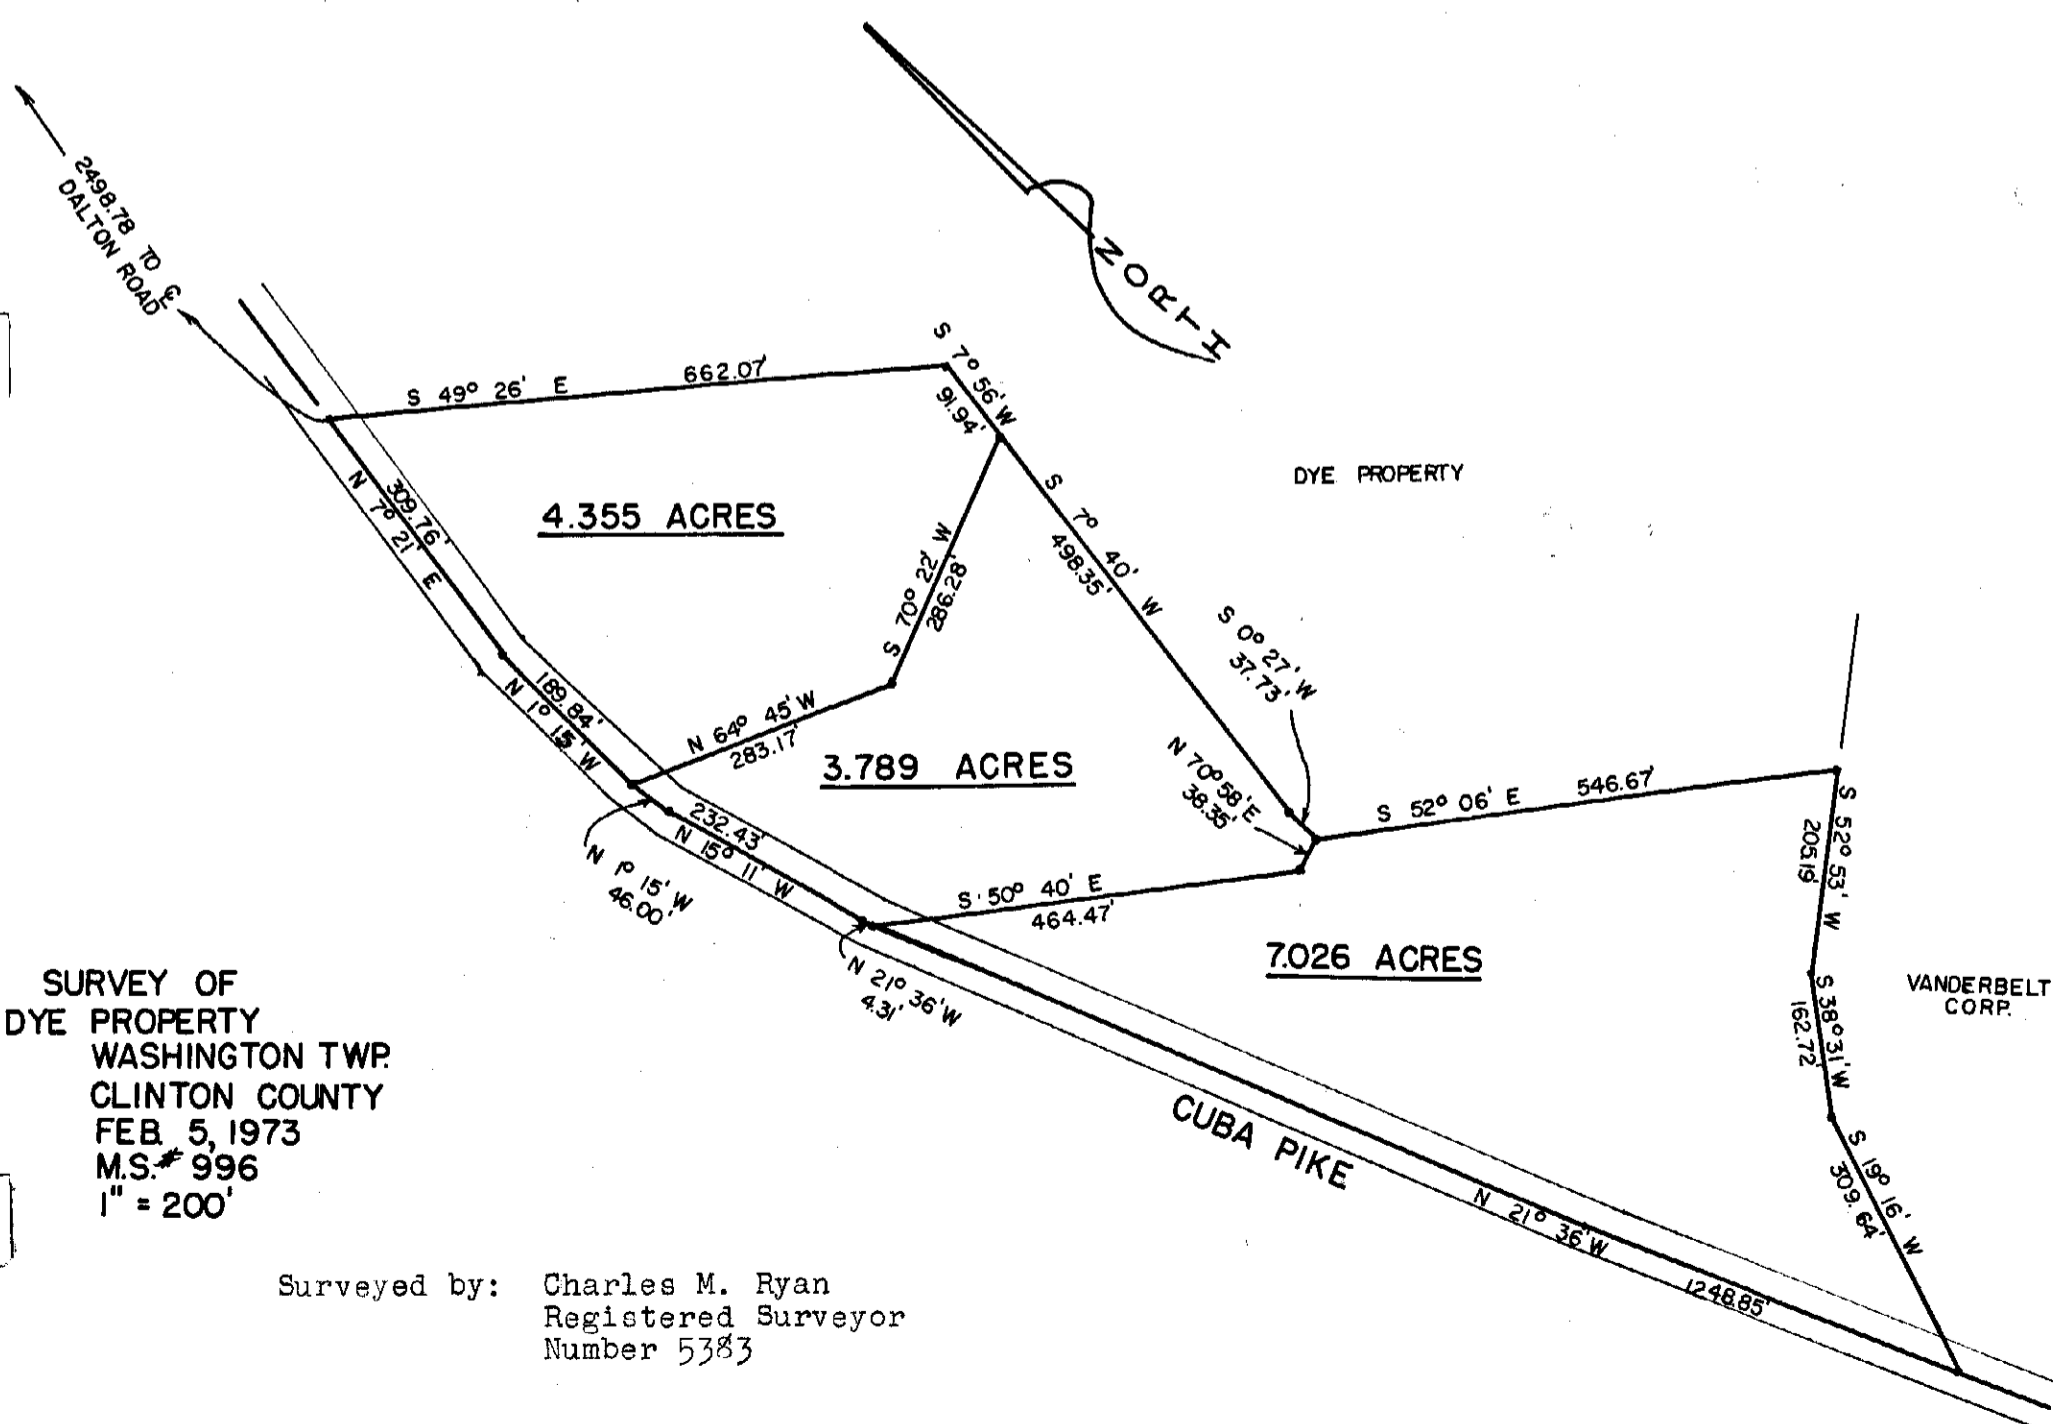 2498.78 TO ℄
DALTON ROAD
NORTH
S 49° 26' E 662.07'
S 7° 56' W
91.94'
N 7° 21' E
309.76'
4.355 ACRES
DYE PROPERTY
S 70° 22' W
286.28'
S 7° 40' W
498.35'
S 0° 27' W
37.73'
189.84'
N 1° 15' W
N 64° 45' W
283.17'
3.789 ACRES
N 70° 58' E
38.35'
S 52° 06' E 546.67'
S 52° 53' W
205.19'
232.43'
N 15° 11' W
N 1° 15' W
46.00'
S 50° 40' E
464.47'
N 21° 36' W
4.31'
7.026 ACRES
S 38° 31' W
162.72'
VANDERBELT
CORP.
S 19° 16' W
309.64'
CUBA PIKE
N 21° 36' W 1248.85'
SURVEY OF
DYE PROPERTY
WASHINGTON TWP.
CLINTON COUNTY
FEB. 5, 1973
M.S.# 996
1" = 200'
Surveyed by: Charles M. Ryan
Registered Surveyor
Number 5383